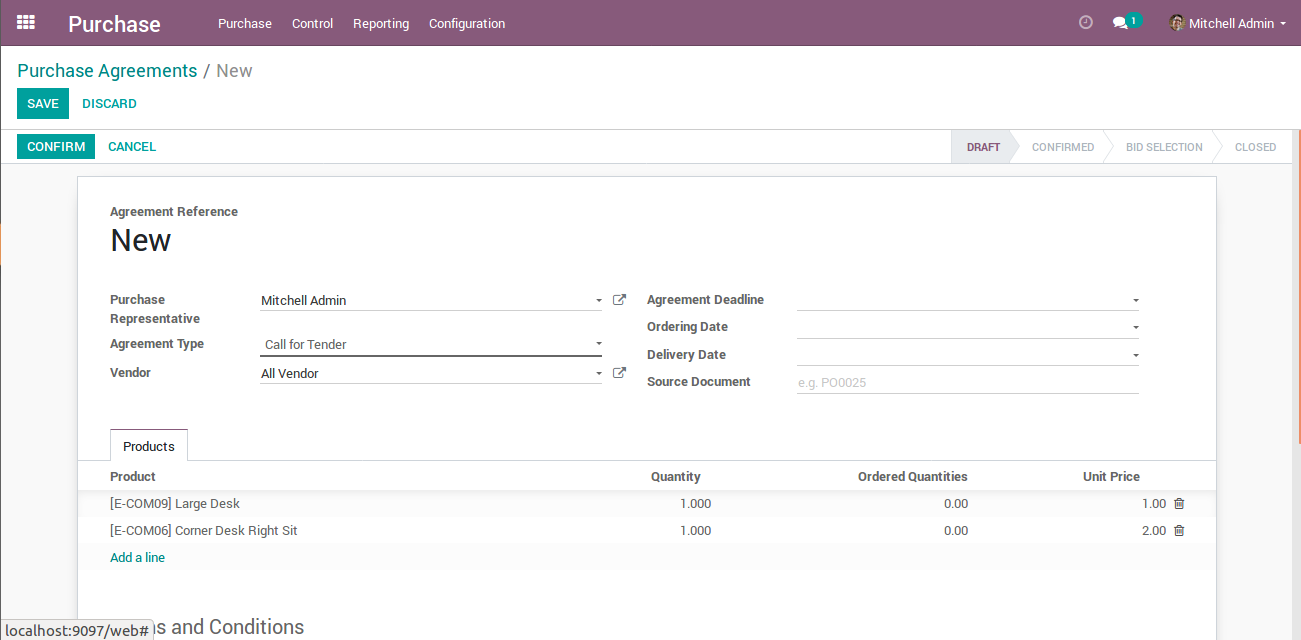 Purchase Purchase Control Reporting Configuration 1 Mitchell Admin
Purchase Agreements / New
SAVE DISCARD
CONFIRM CANCEL DRAFT CONFIRMED BID SELECTION CLOSED
Agreement Reference
New
Purchase Representative Mitchell Admin
Agreement Type Call for Tender
Vendor All Vendor
Agreement Deadline
Ordering Date
Delivery Date
Source Document e.g. PO0025
Products
Product Quantity Ordered Quantities Unit Price
[E-COM09] Large Desk 1.000 0.00 1.00
[E-COM06] Corner Desk Right Sit 1.000 0.00 2.00
Add a line
s and Conditions
localhost:9097/web#